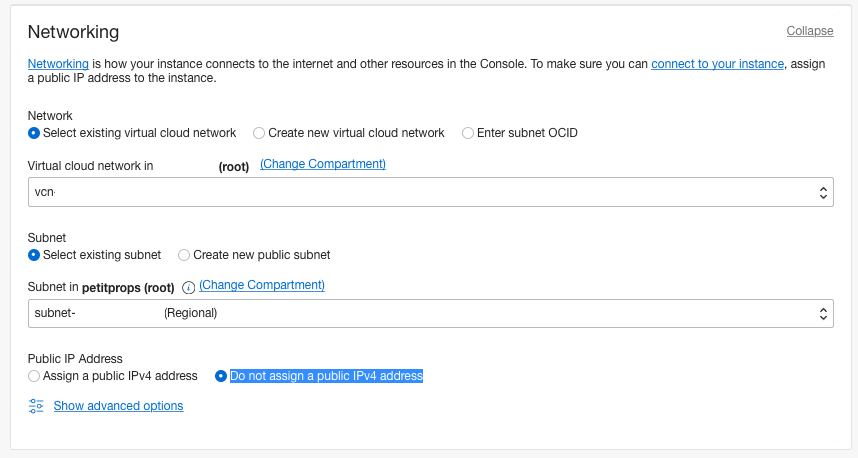 Networking
Collapse
Networking is how your instance connects to the internet and other resources in the Console. To make sure you can connect to your instance, assign
a public IP address to the instance.
Network
Select existing virtual cloud network Create new virtual cloud network Enter subnet OCID
Virtual cloud network in (root) (Change Compartment)
vcn-
Subnet
Select existing subnet Create new public subnet
Subnet in petitprops (root) (Change Compartment)
subnet- (Regional)
Public IP Address
Assign a public IPv4 address Do not assign a public IPv4 address
Show advanced options